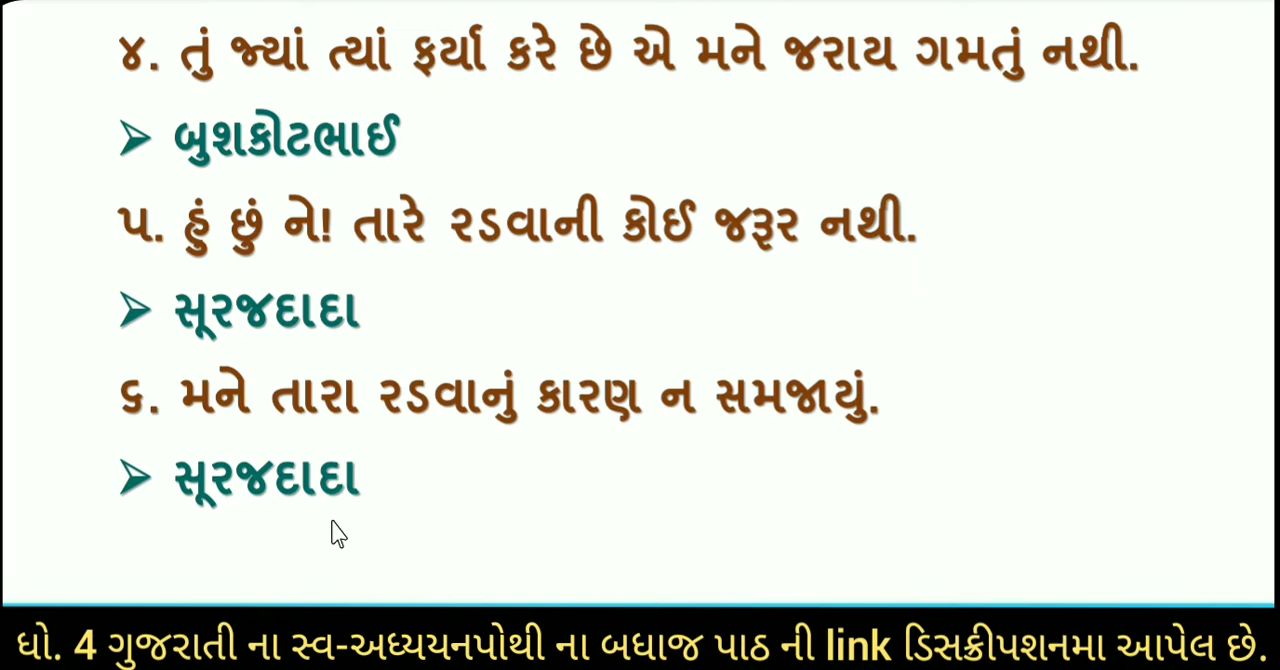 ૪. તું જ્યાં ત્યાં ફર્યા કરે છે એ મને જરાય ગમતું નથી.
➢ બુશકોટભાઈ
૫. હું છું ને! તારે રડવાની કોઈ જરૂર નથી.
➢ સૂરજદાદા
૬. મને તારા રડવાનું કારણ ન સમજાયું.
➢ સૂરજદાદા
ધો. 4 ગુજરાતી ના સ્વ-અધ્યયનપોથી ના બધાજ પાઠ ની link ડિસક્રીપશનમા આપેલ છે.